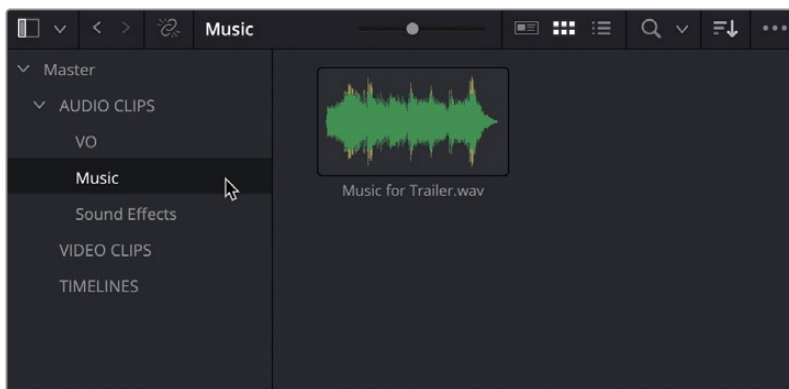 Music
Master
AUDIO CLIPS
VO
Music
Sound Effects
VIDEO CLIPS
TIMELINES
Music for Trailer.wav